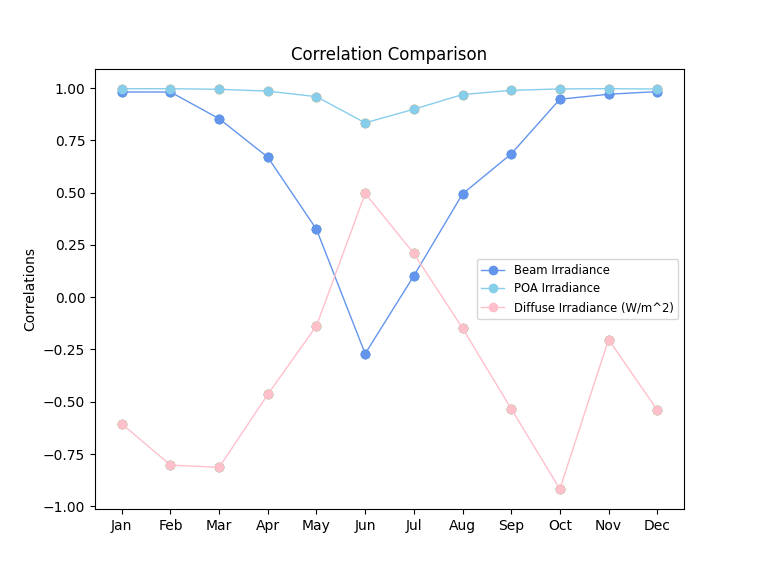 Correlation Comparison
1.00
0.75
0.50
0.25
0.00
−0.25
−0.50
−0.75
−1.00
Correlations
Beam Irradiance
POA Irradiance
Diffuse Irradiance (W/m^2)
Jan Feb Mar Apr May Jun Jul Aug Sep Oct Nov Dec